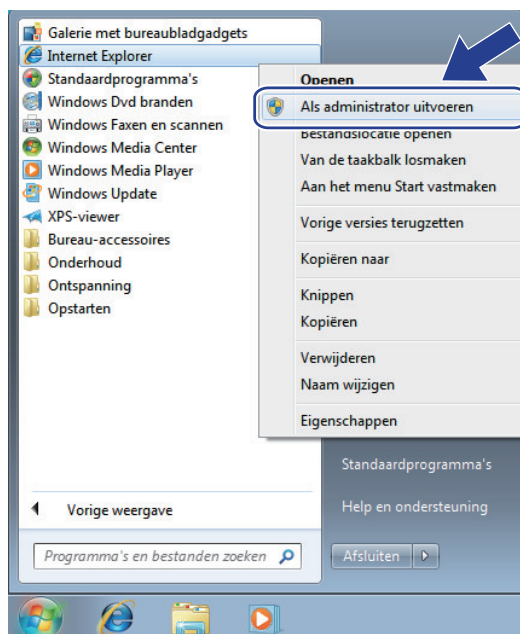 Galerie met bureaubladgadgets
Internet Explorer
Standaardprogramma's
Windows Dvd branden
Windows Faxen en scannen
Windows Media Center
Windows Media Player
Windows Update
XPS-viewer
Bureau-accessoires
Onderhoud
Ontspanning
Opstarten
Openen
Als administrator uitvoeren
Bestandslocatie openen
Van de taakbalk losmaken
Aan het menu Start vastmaken
Vorige versies terugzetten
Kopiëren naar
Knippen
Kopiëren
Verwijderen
Naam wijzigen
Eigenschappen
Standaardprogramma's
Help en ondersteuning
Vorige weergave
Programma's en bestanden zoeken
Afsluiten